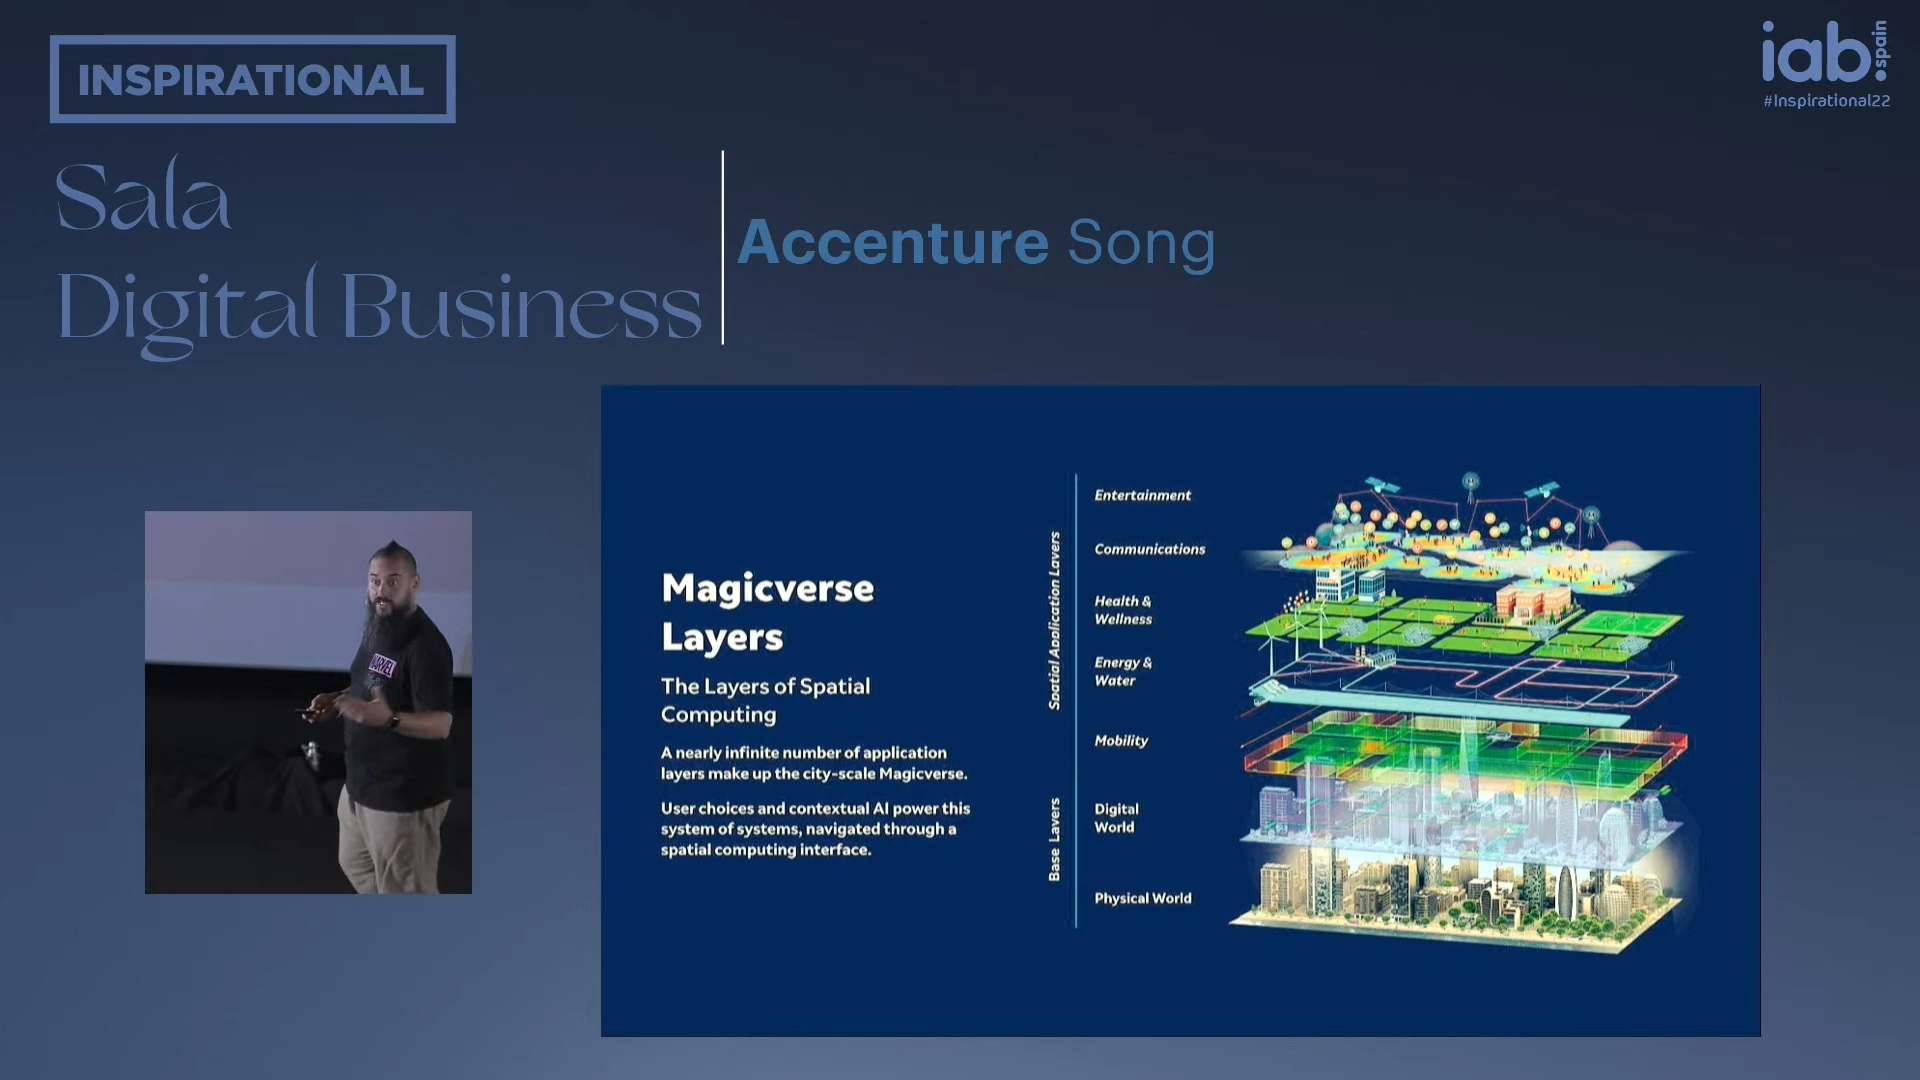 INSPIRATIONAL
iab.spain
#Inspirational22
Sala
Digital Business
Accenture Song
Magicverse
Layers
The Layers of Spatial
Computing
A nearly infinite number of application
layers make up the city-scale Magicverse.
User choices and contextual AI power this
system of systems, navigated through a
spatial computing interface.
Spatial Application Layers
Entertainment
Communications
Health &
Wellness
Energy &
Water
Mobility
Base Layers
Digital
World
Physical World
MARVEL